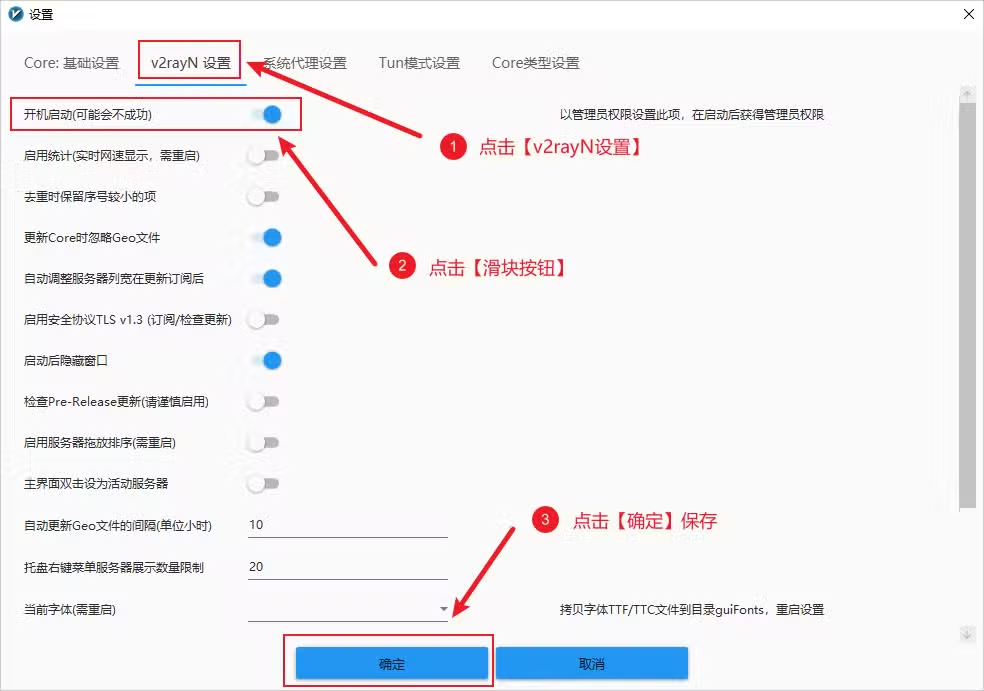 设置
Core: 基础设置 v2rayN 设置 系统代理设置 Tun模式设置 Core类型设置
开机启动(可能会不成功) 以管理员权限设置此项，在启动后获得管理员权限
1 点击【v2rayN设置】
启用统计(实时网速显示，需重启)
去重时保留序号较小的项
更新Core时忽略Geo文件
2 点击【滑块按钮】
自动调整服务器列宽在更新订阅后
启用安全协议TLS v1.3 (订阅/检查更新)
启动后隐藏窗口
检查Pre-Release更新(请谨慎启用)
启用服务器拖放排序(需重启)
主界面双击设为活动服务器
3 点击【确定】保存
自动更新Geo文件的间隔(单位小时) 10
托盘右键菜单服务器展示数量限制 20
当前字体(需重启) 拷贝字体TTF/TTC文件到目录guiFonts，重启设置
确定 取消